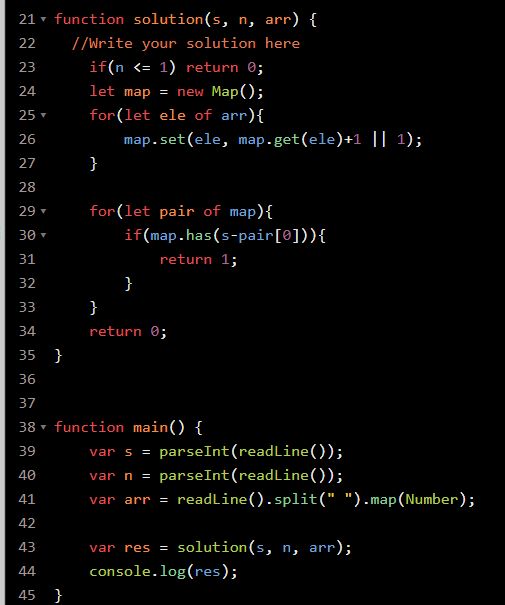 21 function solution(s, n, arr) {
22 //Write your solution here
23 if(n <= 1) return 0;
24 let map = new Map();
25 for(let ele of arr){
26 map.set(ele, map.get(ele)+1 || 1);
27 }
28
29 for(let pair of map){
30 if(map.has(s-pair[0])){
31 return 1;
32 }
33 }
34 return 0;
35 }
36
37
38 function main() {
39 var s = parseInt(readLine());
40 var n = parseInt(readLine());
41 var arr = readLine().split(" ").map(Number);
42
43 var res = solution(s, n, arr);
44 console.log(res);
45 }